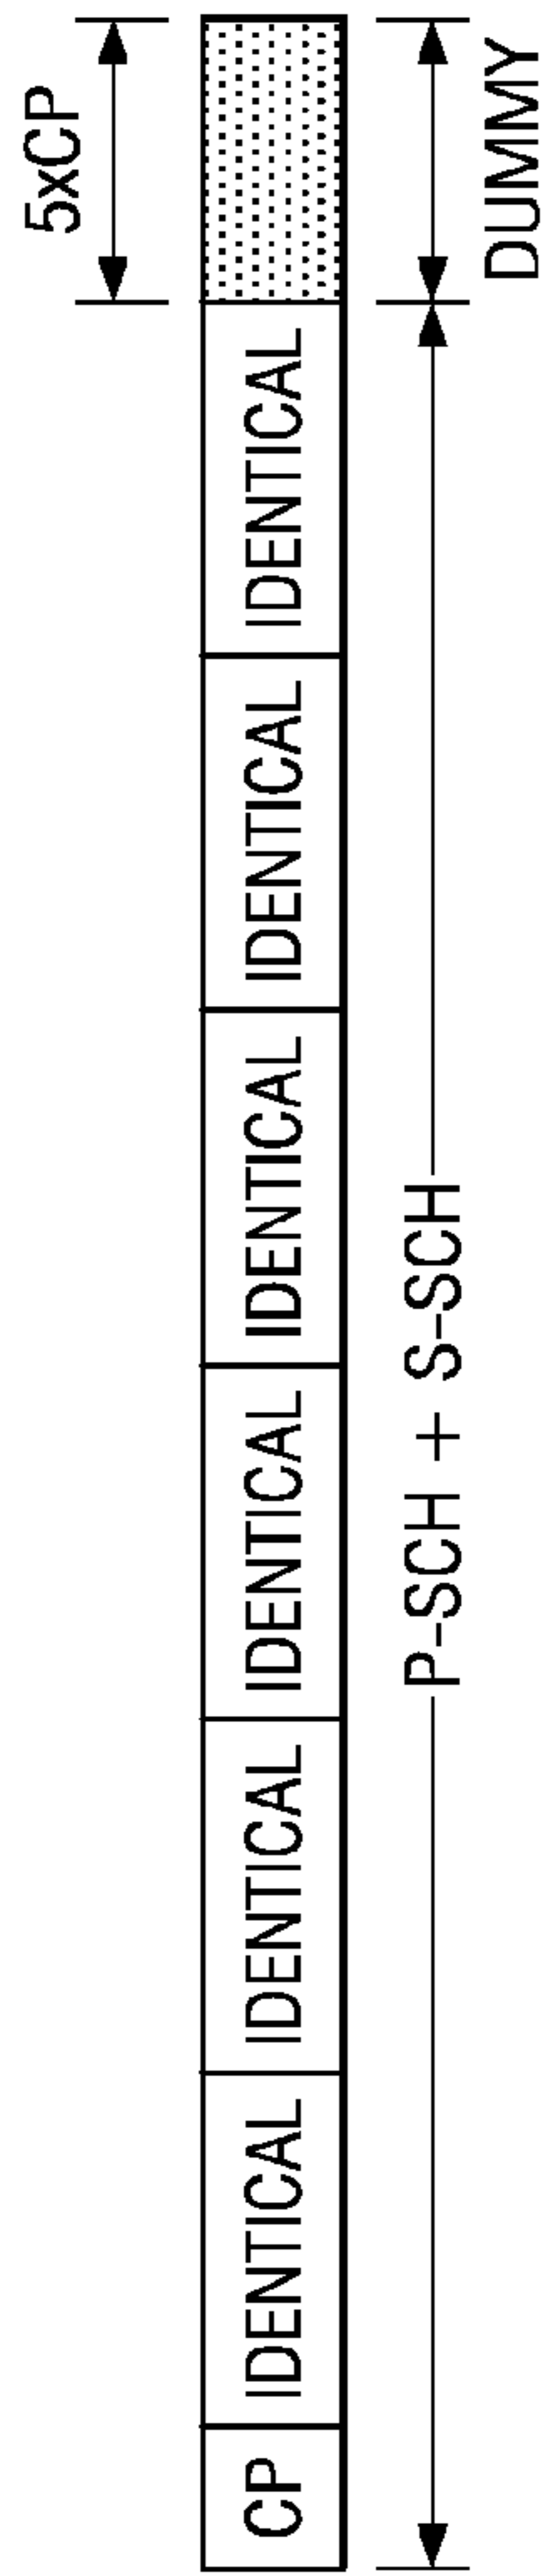 5xCP
CP IDENTICAL IDENTICAL IDENTICAL IDENTICAL IDENTICAL IDENTICAL
P-SCH + S-SCH
DUMMY